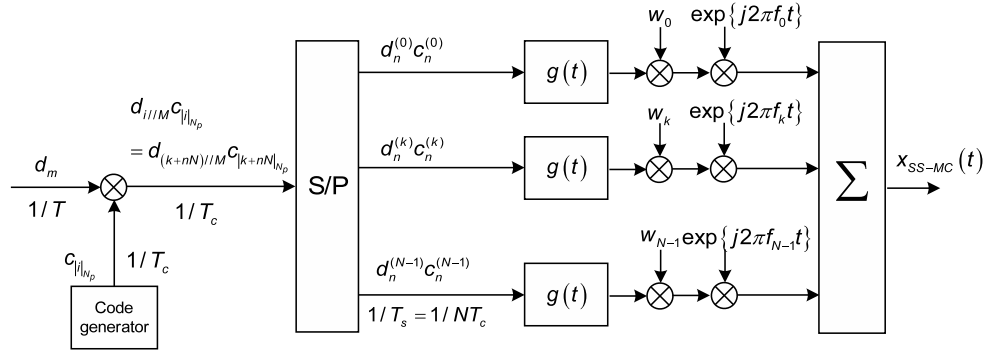 d_m
1/T
d_{i//M}c_{|i|_{N_p}}
= d_{(k+nN)//M}c_{|k+nN|_{N_p}}
1/T_c
c_{|i|_{N_p}}
1/T_c
Code
generator
S/P
d_n^{(0)}c_n^{(0)}
g(t)
w_0
exp{j2πf_0t}
d_n^{(k)}c_n^{(k)}
g(t)
w_k
exp{j2πf_kt}
d_n^{(N-1)}c_n^{(N-1)}
1/T_s = 1/NT_c
g(t)
w_{N-1}
exp{j2πf_{N-1}t}
∑
x_{SS-MC}(t)